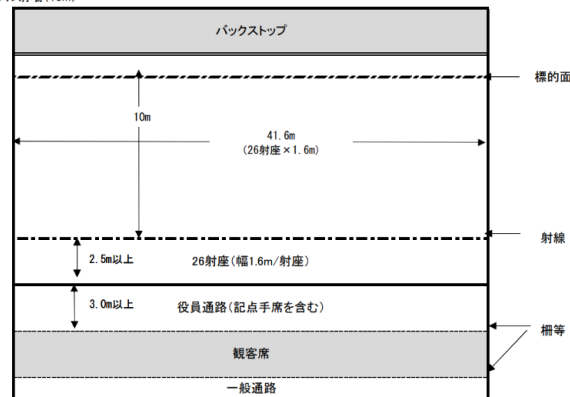 バックストップ
標的面
10m
41.6m
(26射座×1.6m)
射線
2.5m以上
26射座(幅1.6m/射座)
3.0m以上
役員通路(記点手席を含む)
柵等
観客席
一般通路